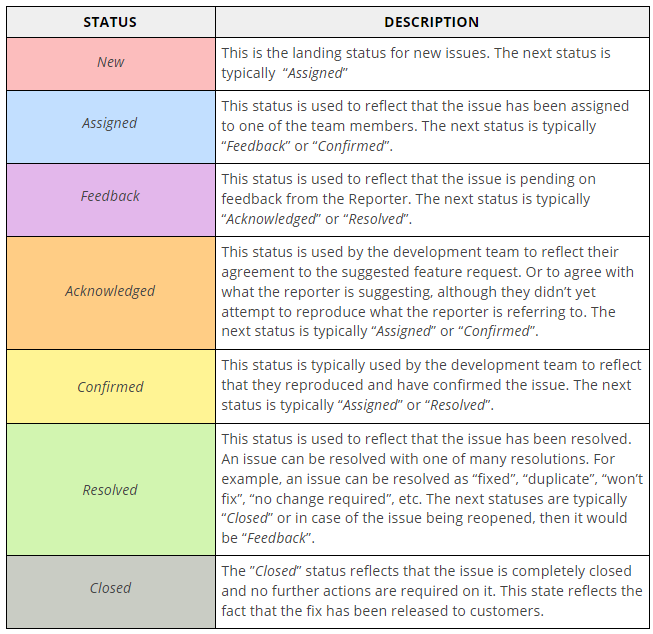 STATUS DESCRIPTION
New
This is the landing status for new issues. The next status is
typically “Assigned”
Assigned
This status is used to reflect that the issue has been assigned
to one of the team members. The next status is typically
“Feedback” or “Confirmed”.
Feedback
This status is used to reflect that the issue is pending on
feedback from the Reporter. The next status is typically
“Acknowledged” or “Resolved”.
Acknowledged
This status is used by the development team to reflect their
agreement to the suggested feature request. Or to agree with
what the reporter is suggesting, although they didn’t yet
attempt to reproduce what the reporter is referring to. The
next status is typically “Assigned” or “Confirmed”.
Confirmed
This status is typically used by the development team to reflect
that they reproduced and have confirmed the issue. The next
status is typically “Assigned” or “Resolved”.
Resolved
This status is used to reflect that the issue has been resolved.
An issue can be resolved with one of many resolutions. For
example, an issue can be resolved as “fixed”, “duplicate”, “won’t
fix”, “no change required”, etc. The next statuses are typically
“Closed” or in case of the issue being reopened, then it would
be “Feedback”.
Closed
The ”Closed” status reflects that the issue is completely closed
and no further actions are required on it. This state reflects the
fact that the fix has been released to customers.